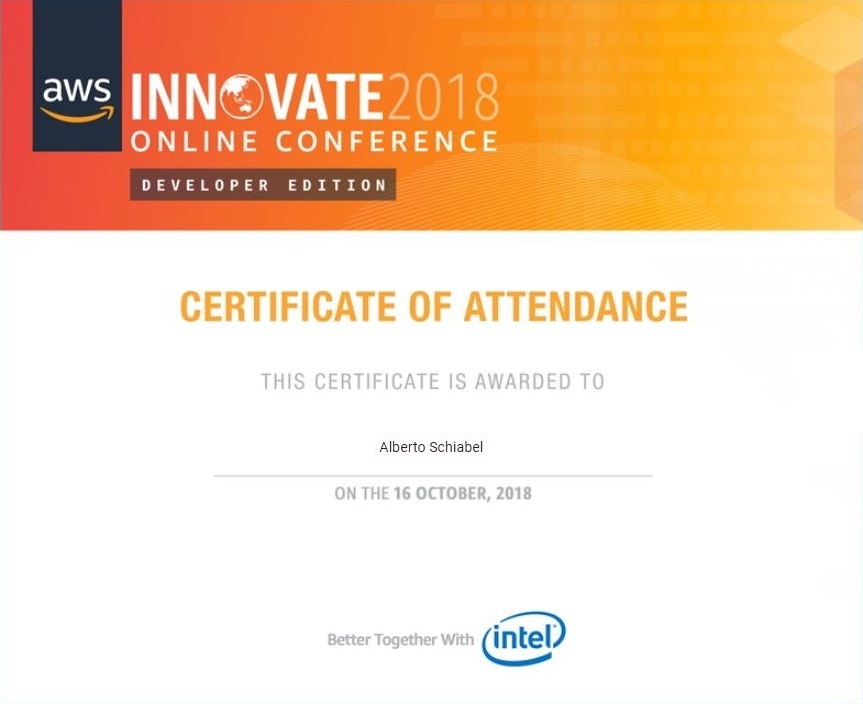 aws
INNOVATE2018
ONLINE CONFERENCE
DEVELOPER EDITION
CERTIFICATE OF ATTENDANCE
THIS CERTIFICATE IS AWARDED TO
Alberto Schiabel
ON THE 16 OCTOBER, 2018
Better Together With intel®